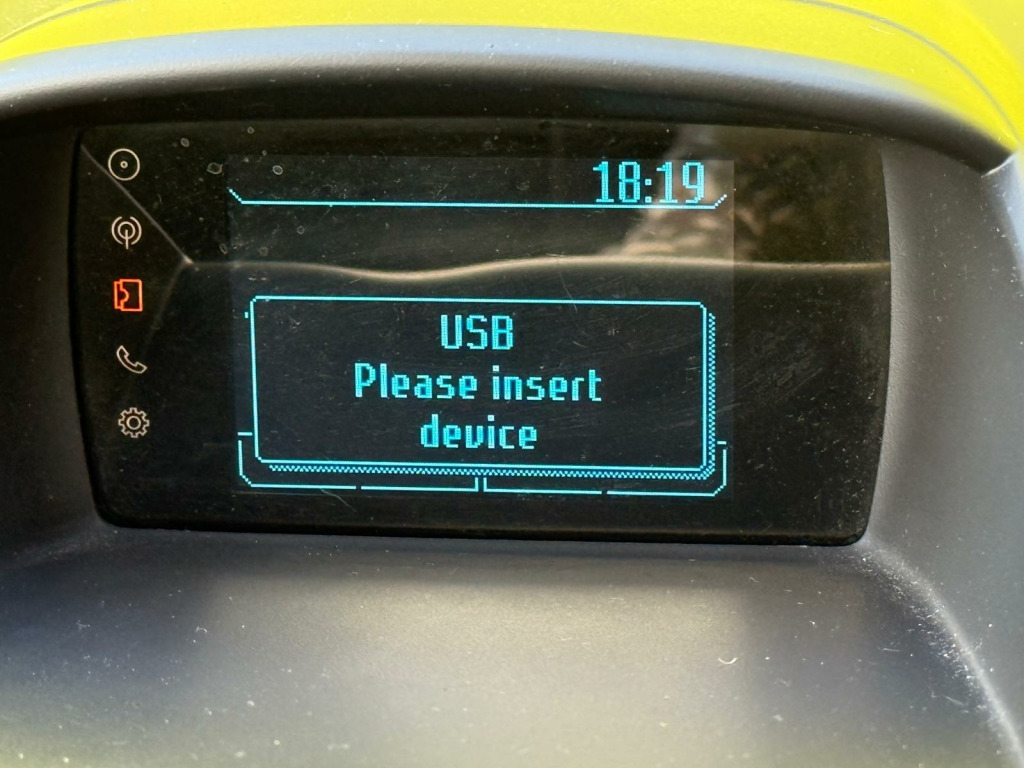 18:19
USB
Please insert
device